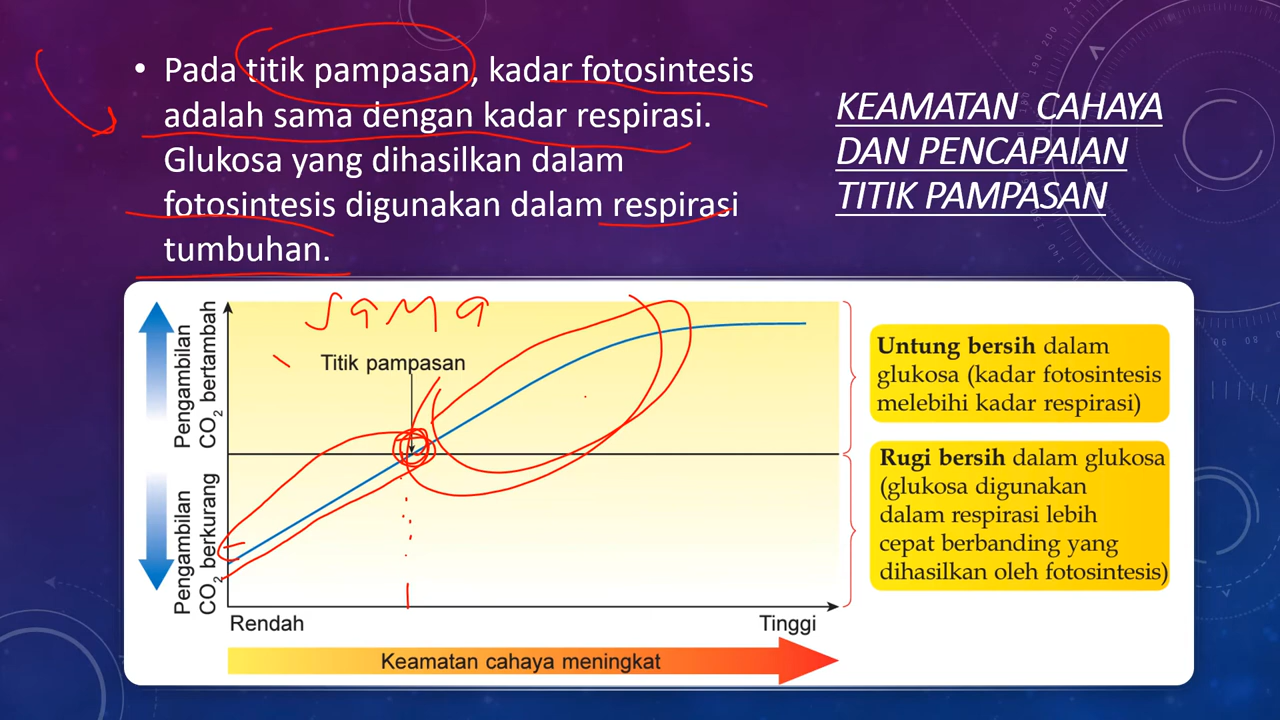 • Pada titik pampasan, kadar fotosintesis
adalah sama dengan kadar respirasi.
Glukosa yang dihasilkan dalam
fotosintesis digunakan dalam respirasi
tumbuhan.
KEAMATAN CAHAYA
DAN PENCAPAIAN
TITIK PAMPASAN
Pengambilan
CO2 bertambah
Pengambilan
CO2 berkurang
sama
Titik pampasan
Rendah
Tinggi
Keamatan cahaya meningkat
Untung bersih dalam
glukosa (kadar fotosintesis
melebihi kadar respirasi)
Rugi bersih dalam glukosa
(glukosa digunakan
dalam respirasi lebih
cepat berbanding yang
dihasilkan oleh fotosintesis)